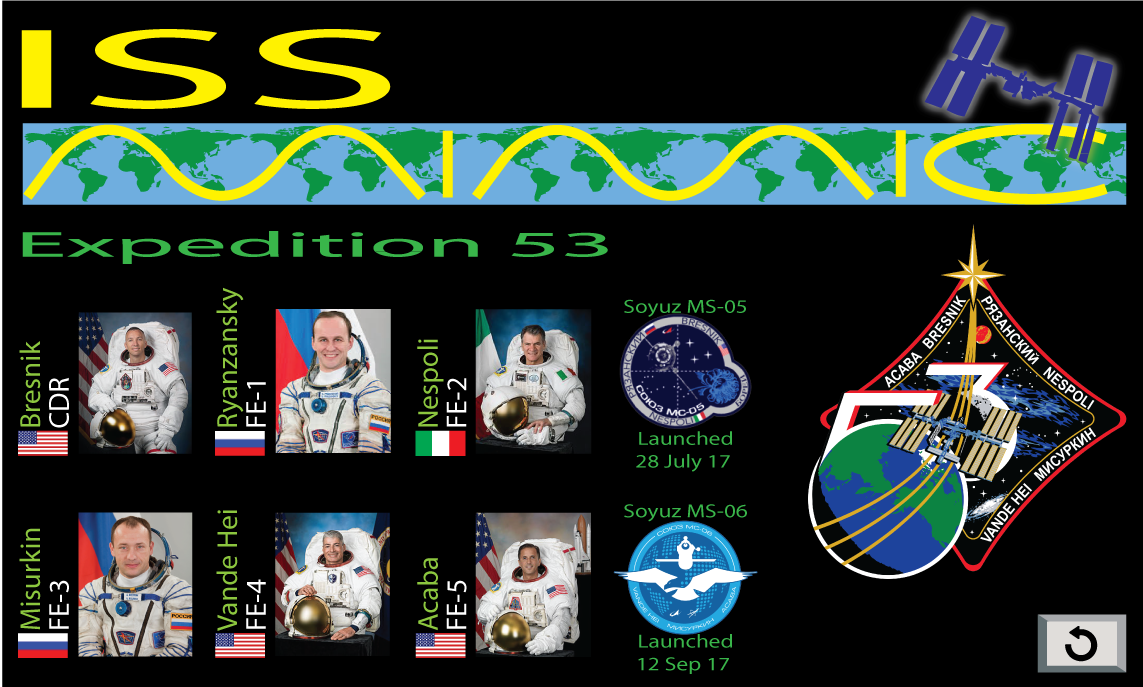 ISS
MIMIC
Expedition 53
Bresnik
CDR
Ryanzansky
FE-1
Nespoli
FE-2
Soyuz MS-05
РЯЗАНСКИЙ BRESNIK
СОЮЗ МС-05
NESPOLI
Launched
28 July 17
Misurkin
FE-3
Vande Hei
FE-4
Acaba
FE-5
Soyuz MS-06
СОЮЗ МС-06
VANDE HEI МИСУРКИН ACABA
Launched
12 Sep 17
ACABA BRESNIK
РЯЗАНСКИЙ NESPOLI
53
VANDE HEI МИСУРКИН